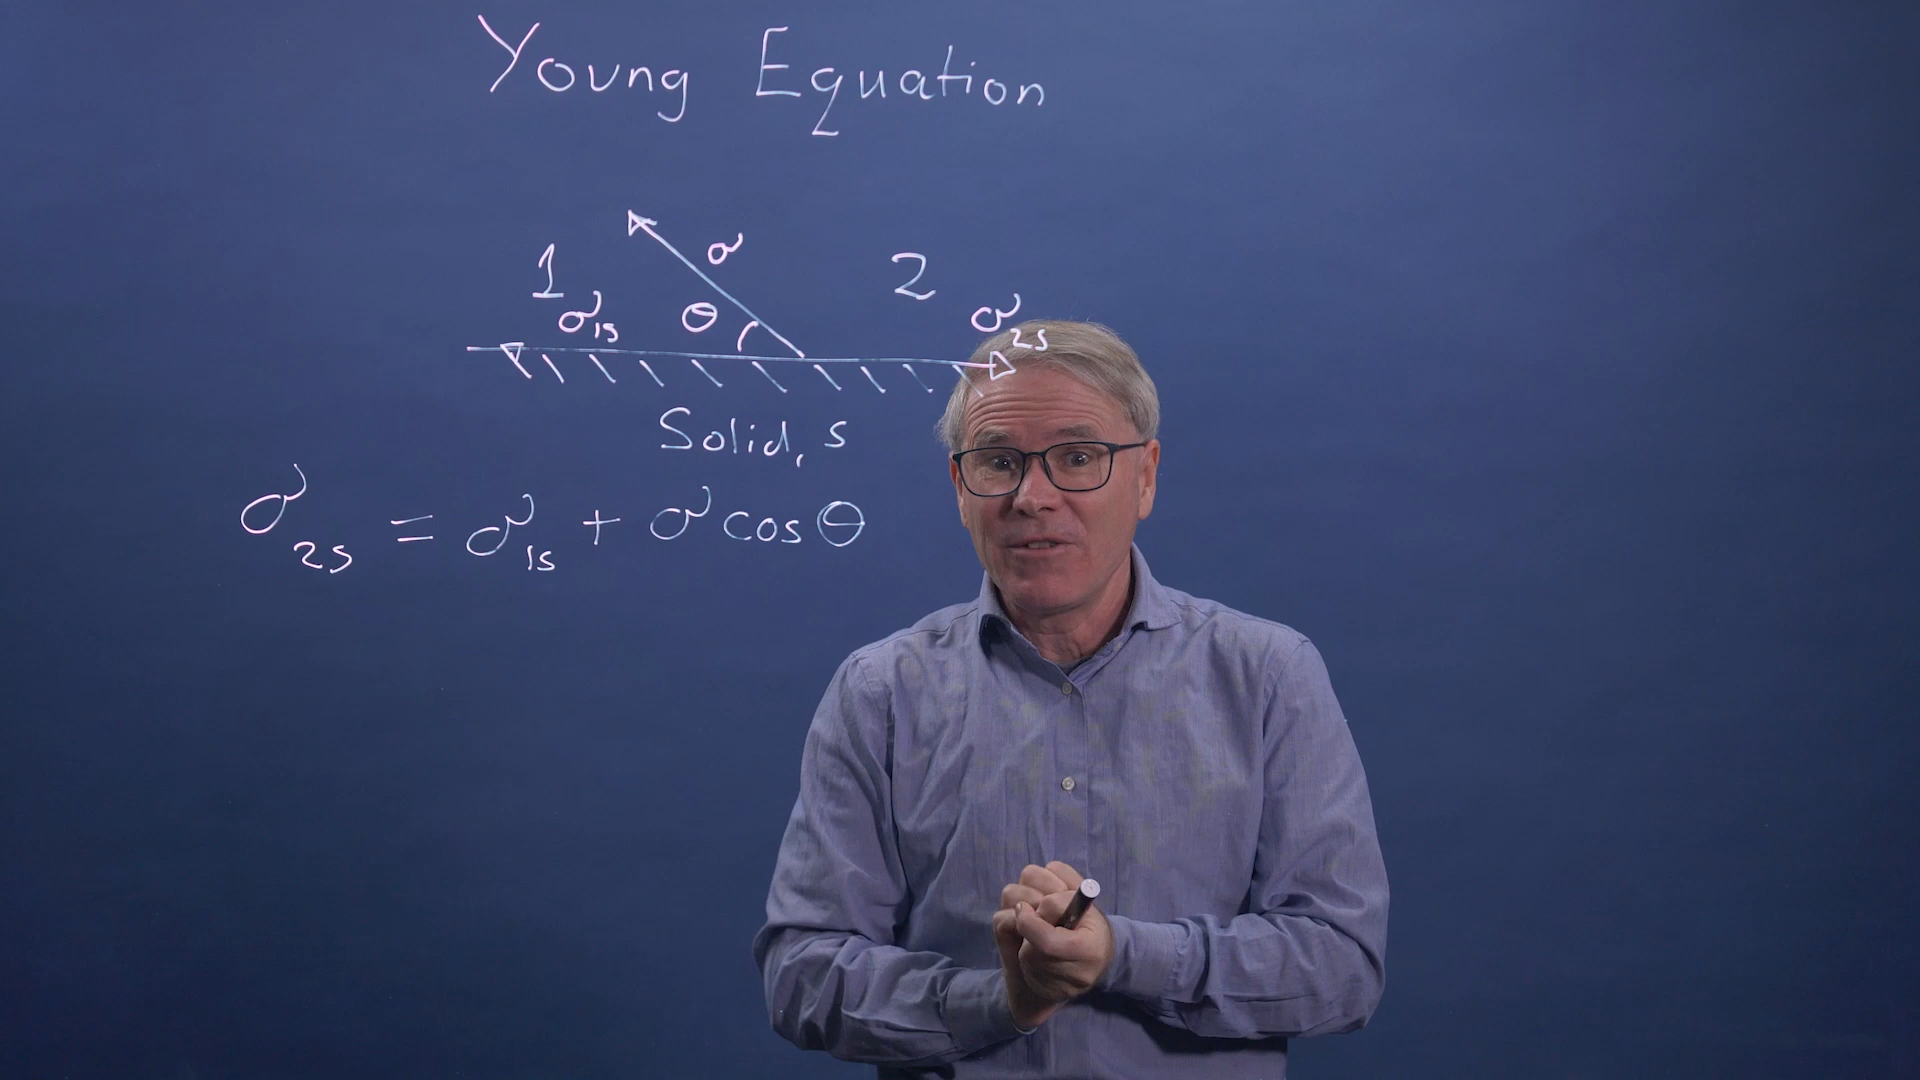 Young Equation
1 σ 2
σ1s θ σ2s
Solid, s
σ2s = σ1s + σ cos θ